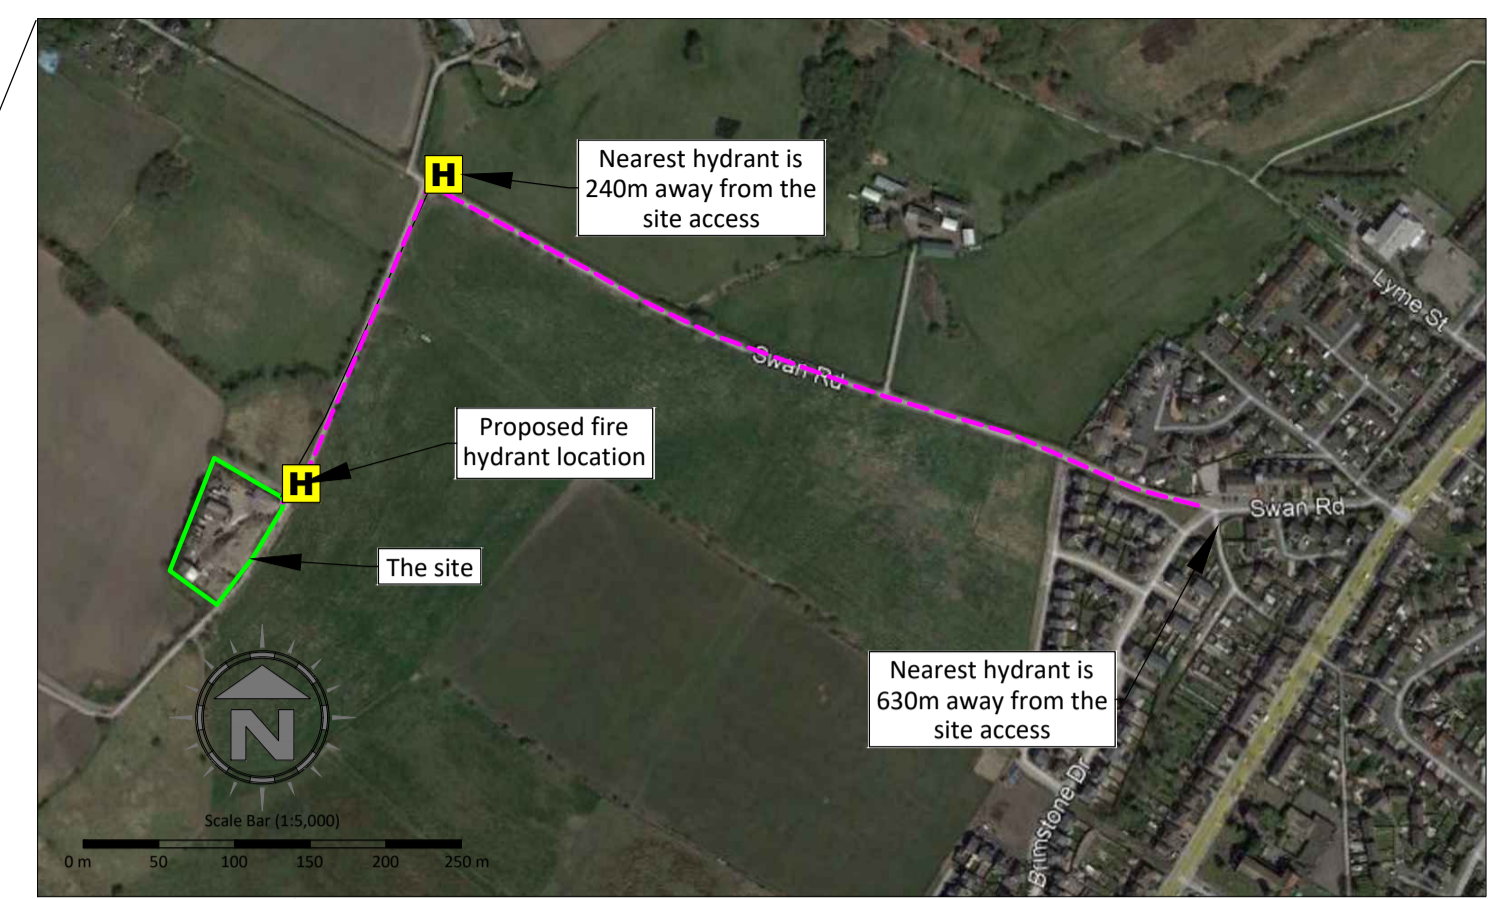 H
Nearest hydrant is
240m away from the
site access
Lyme St
Swan Rd
Proposed fire
hydrant location
H
Swan Rd
The site
Nearest hydrant is
630m away from the
site access
N
Brimstone Dr
Scale Bar (1:5,000)
0 m 50 100 150 200 250 m